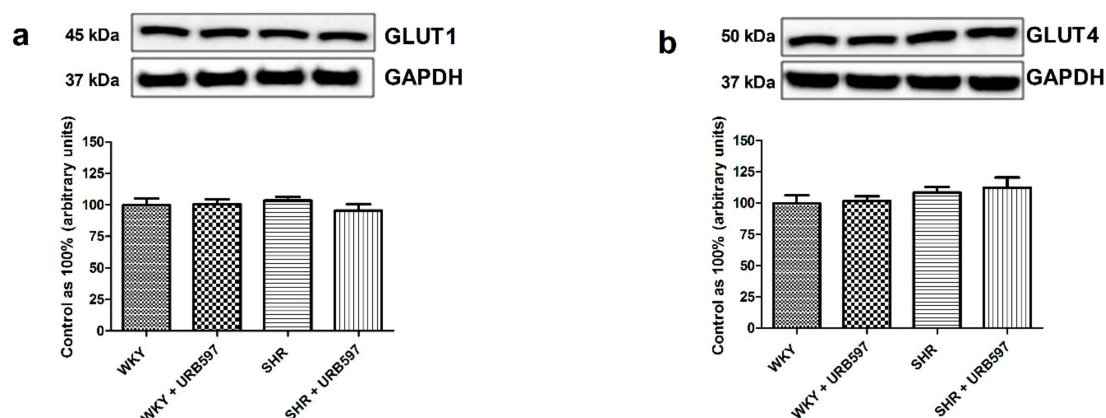 a
45 kDa
GLUT1
37 kDa
GAPDH
Control as 100% (arbitrary units)
150
125
100
75
50
25
0
WKY
WKY + URB597
SHR
SHR + URB597
b
50 kDa
GLUT4
37 kDa
GAPDH
Control as 100% (arbitrary units)
150
125
100
75
50
25
0
WKY
WKY + URB597
SHR
SHR + URB597